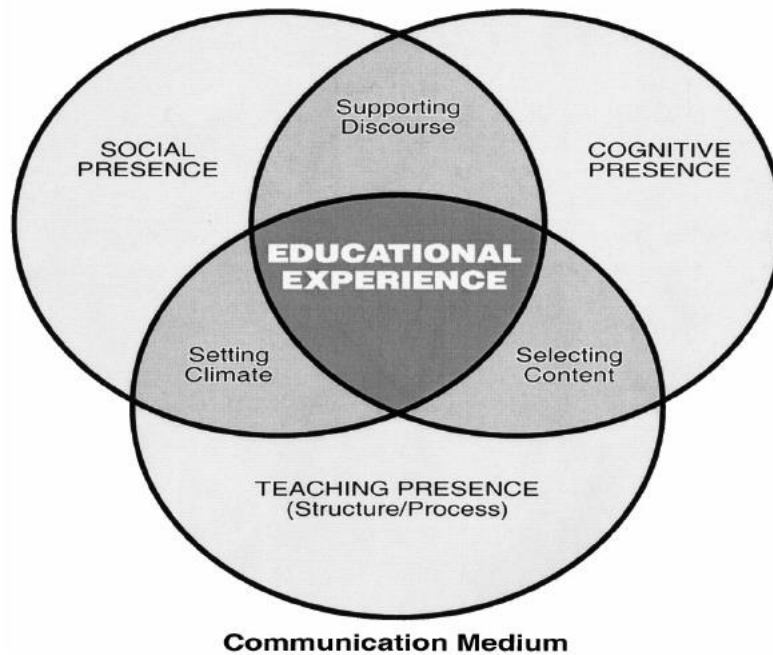 Supporting
Discourse
SOCIAL
PRESENCE
COGNITIVE
PRESENCE
EDUCATIONAL
EXPERIENCE
Setting
Climate
Selecting
Content
TEACHING PRESENCE
(Structure/Process)
Communication Medium